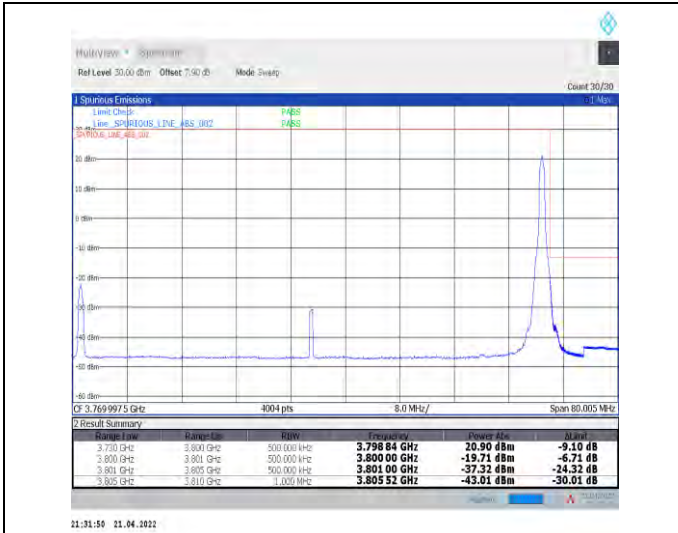 MultiView Spectrum
Ref Level 30.00 dBm Offset 7.90 dB Mode Sweep
Count 30/30
1 Spurious Emissions
Limit Check PASS
Line _SPURIOUS_LINE_ABS_002 PASS
_SPURIOUS_LINE_ABS_002
20 dBm
10 dBm
0 dBm
-10 dBm
-20 dBm
-30 dBm
-40 dBm
-50 dBm
-60 dBm
CF 3.7699975 GHz 4004 pts 8.0 MHz/ Span 80.005 MHz
2 Result Summary
Range Low Range Up RBW Frequency Power Abs ΔLimit
3.730 GHz 3.800 GHz 500.000 kHz 3.798 84 GHz 20.90 dBm -9.10 dB
3.800 GHz 3.801 GHz 500.000 kHz 3.800 00 GHz -19.71 dBm -6.71 dB
3.801 GHz 3.805 GHz 500.000 kHz 3.801 00 GHz -37.32 dBm -24.32 dB
3.805 GHz 3.810 GHz 1.000 MHz 3.805 52 GHz -43.01 dBm -30.01 dB
21:31:50 21.04.2022